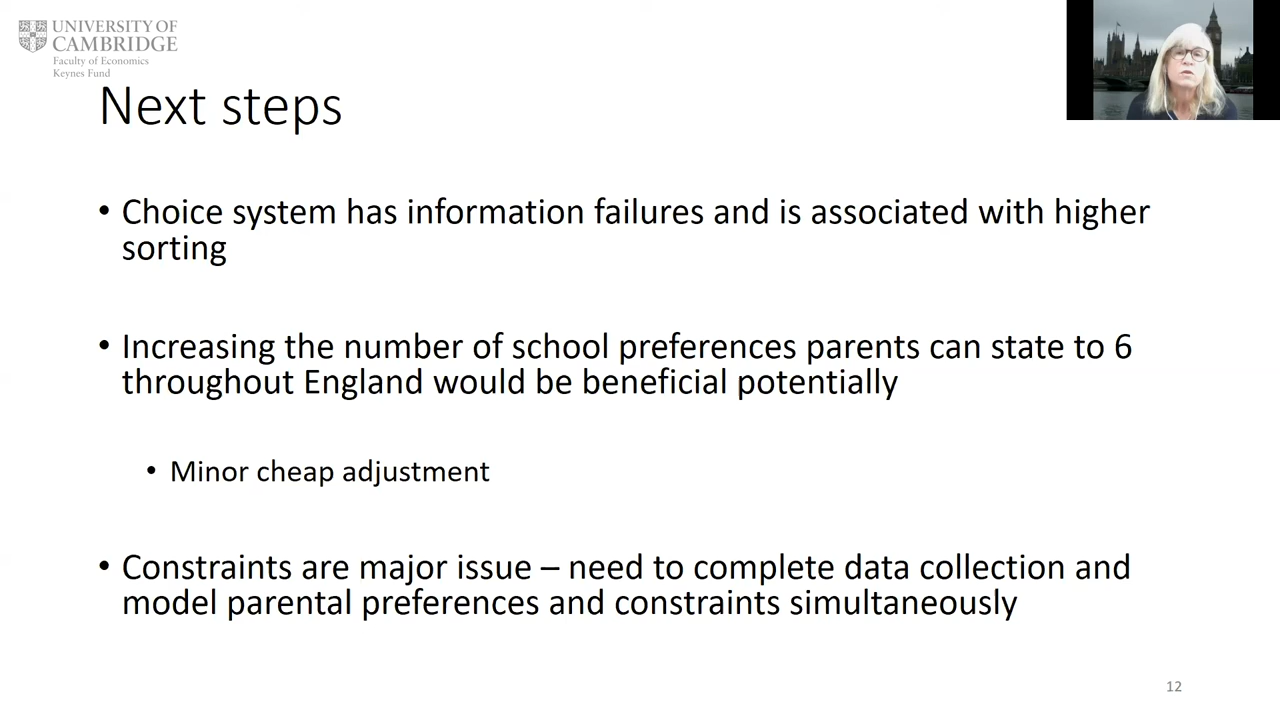 UNIVERSITY OF
CAMBRIDGE
Faculty of Economics
Keynes Fund
Next steps
• Choice system has information failures and is associated with higher
sorting
• Increasing the number of school preferences parents can state to 6
throughout England would be beneficial potentially
• Minor cheap adjustment
• Constraints are major issue – need to complete data collection and
model parental preferences and constraints simultaneously
12